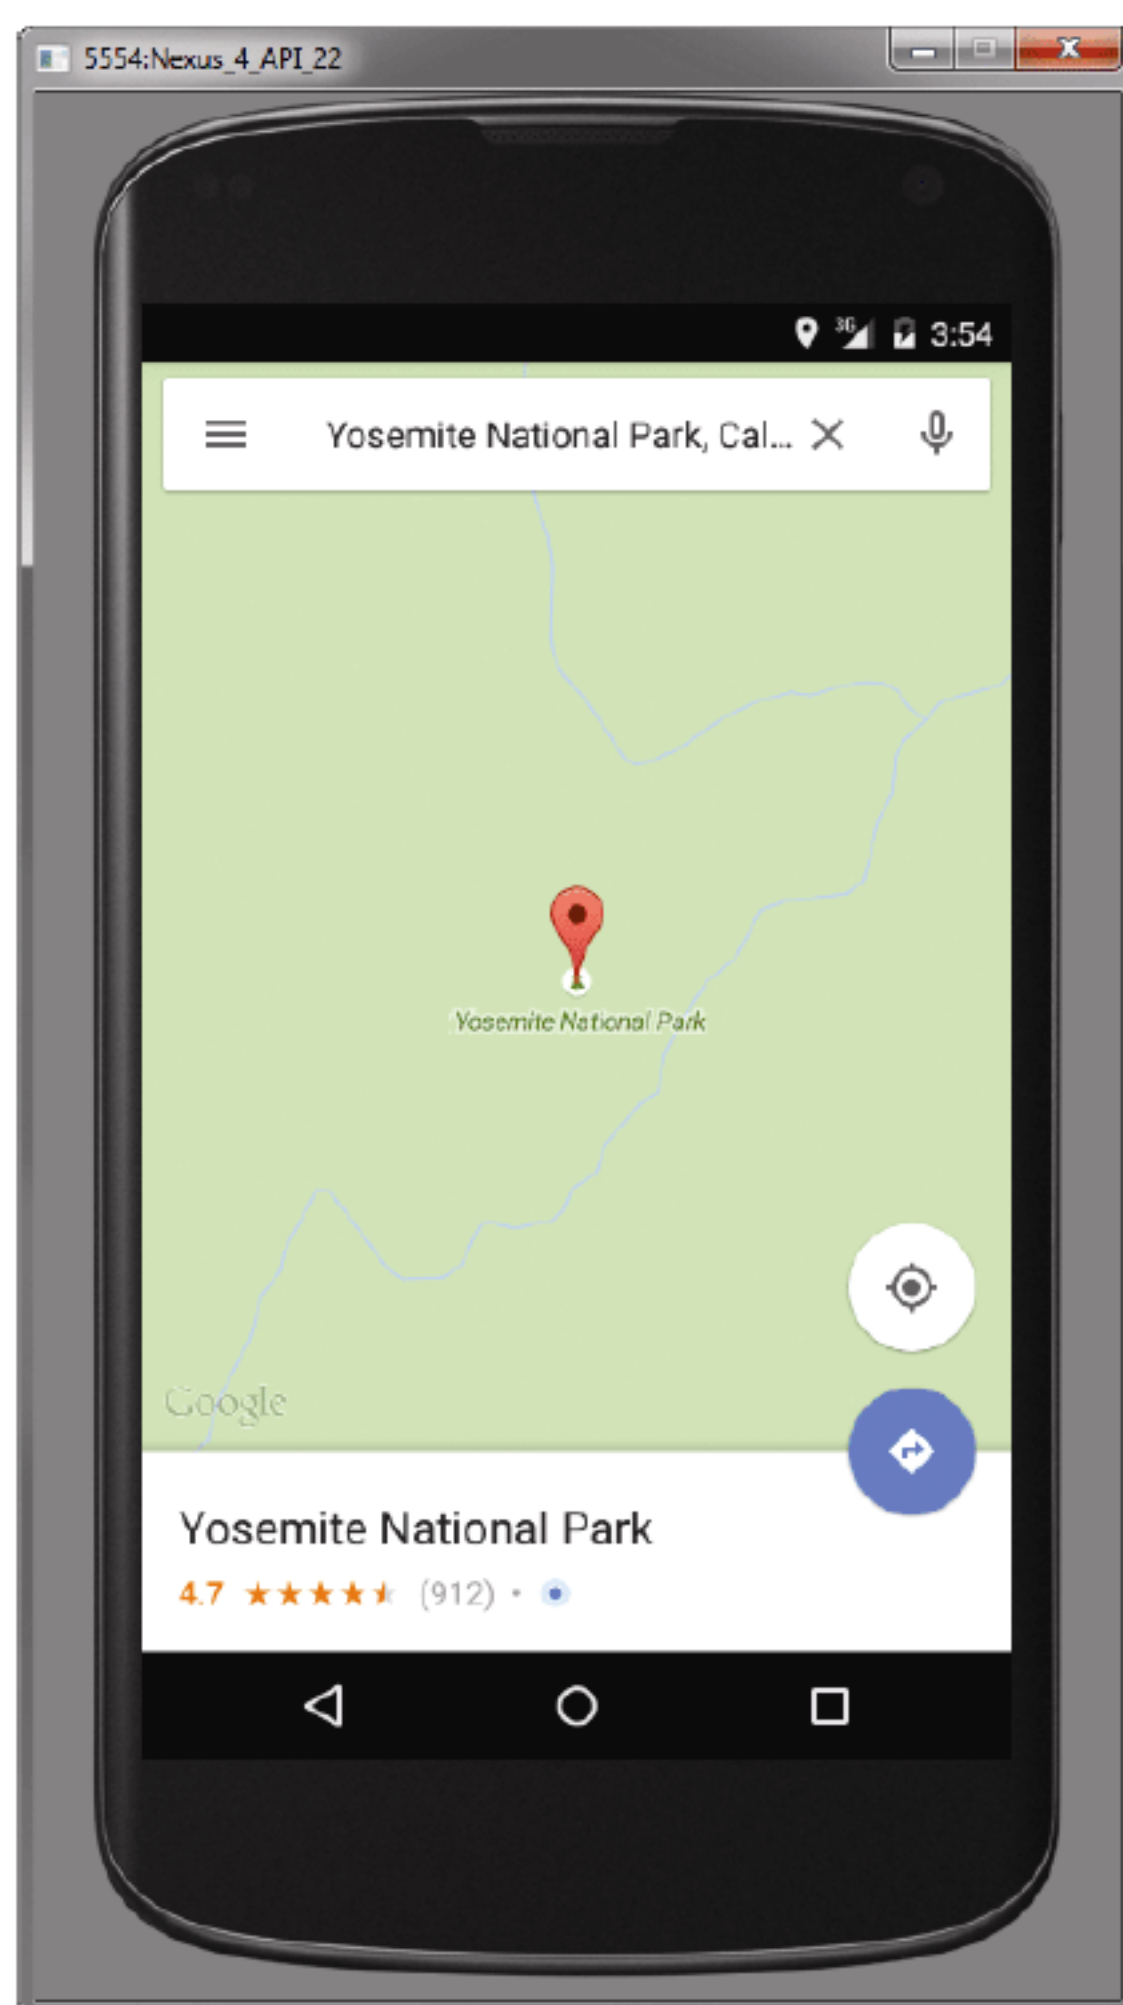 5554:Nexus_4_API_22
3G 3:54
Yosemite National Park, Cal...
Yosemite National Park
Google
Yosemite National Park
4.7 (912) •